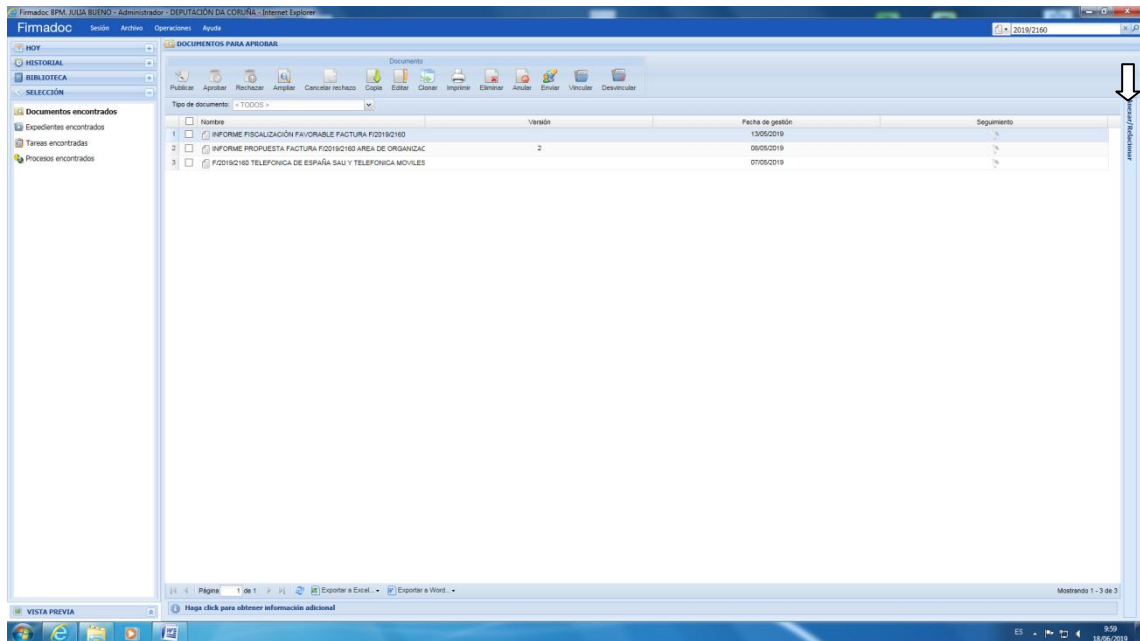 Firmadoc BPM. JULIA BUENO - Administrador - DEPUTACIÓN DA CORUÑA - Internet Explorer
Firmadoc Sesión Archivo Operaciones Ayuda 2019/2160
HOY
HISTORIAL
BIBLIOTECA
SELECCIÓN
Documentos encontrados
Expedientes encontrados
Tareas encontradas
Procesos encontrados
VISTA PREVIA
DOCUMENTOS PARA APROBAR
Documento
Publicar Aprobar Rechazar Ampliar Cancelar rechazo Copia Editar Clonar Imprimir Eliminar Anular Enviar Vincular Desvincular
Tipo de documento: < TODOS >
Nombre Versión Fecha de gestión Seguimiento
1 INFORME FISCALIZACIÓN FAVORABLE FACTURA F/2019/2160 13/05/2019
2 INFORME PROPUESTA FACTURA F/2019/2160 AREA DE ORGANIZAC 2 08/05/2019
3 F/2019/2160 TELEFONICA DE ESPAÑA SAU Y TELEFONICA MOVILES 07/05/2019
Anexar/Relacionar
Página 1 de 1 Exportar a Excel... Exportar a Word... Mostrando 1 - 3 de 3
Haga click para obtener información adicional
ES 9:59
18/06/2019